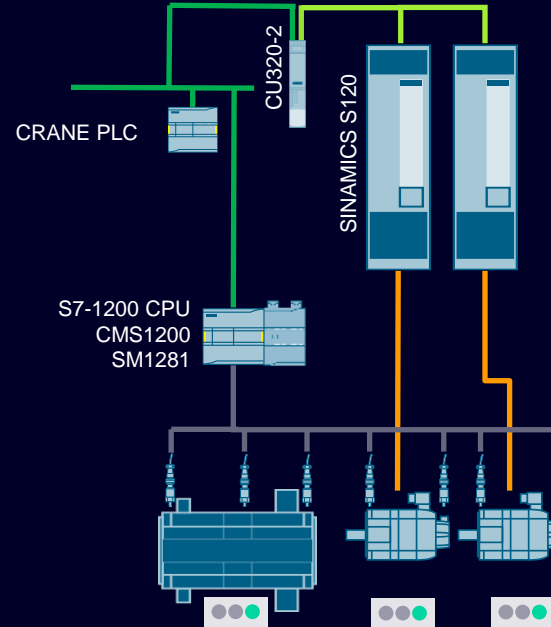 CU320-2
CRANE PLC
SINAMICS S120
S7-1200 CPU
CMS1200
SM1281